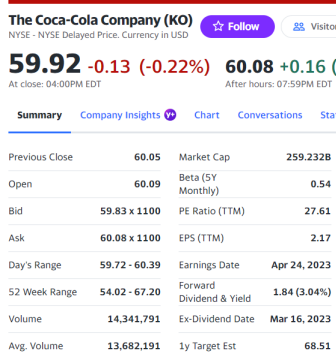 The Coca-Cola Company (KO)
Follow
NYSE - NYSE Delayed Price. Currency in USD
59.92 -0.13 (-0.22%)
At close: 04:00PM EDT
60.08 +0.16
After hours: 07:59PM EDT
Summary Company Insights Chart Conversations
Previous Close 60.05
Open 60.09
Bid 59.83 x 1100
Ask 60.08 x 1100
Day's Range 59.72 - 60.39
52 Week Range 54.02 - 67.20
Volume 14,341,791
Avg. Volume 13,682,191
Market Cap 259.232B
Beta (5Y
Monthly) 0.54
PE Ratio (TTM) 27.61
EPS (TTM) 2.17
Earnings Date Apr 24, 2023
Forward
Dividend & Yield 1.84 (3.04%)
Ex-Dividend Date Mar 16, 2023
1y Target Est 68.51